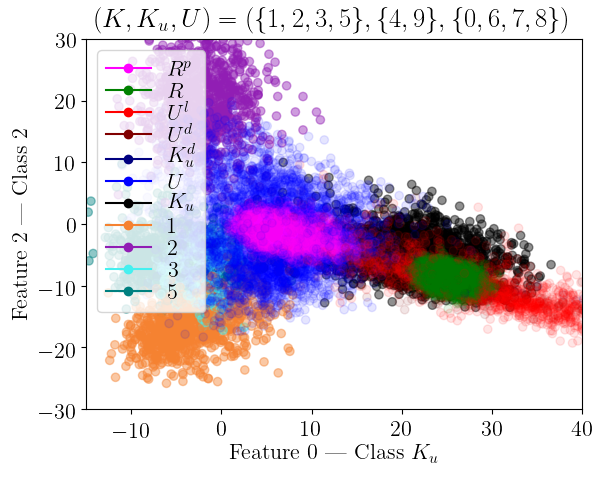 (K, K_u, U) = ({1, 2, 3, 5}, {4, 9}, {0, 6, 7, 8})
R^p
R
U^l
U^d
K_u^d
U
K_u
1
2
3
5
30
20
10
0
−10
−20
−30
Feature 2 — Class 2
−10 0 10 20 30 40
Feature 0 — Class K_u